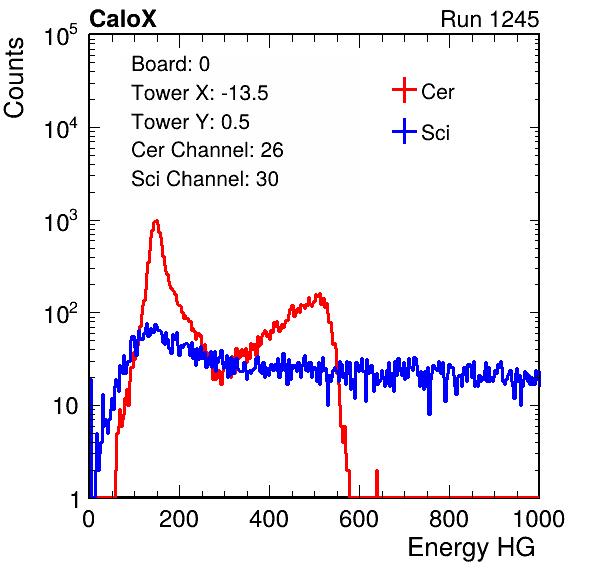 CaloX Run 1245
Counts
Board: 0
Tower X: -13.5
Tower Y: 0.5
Cer Channel: 26
Sci Channel: 30
Cer
Sci
10^5
10^4
10^3
10^2
10
1
0 200 400 600 800 1000
Energy HG